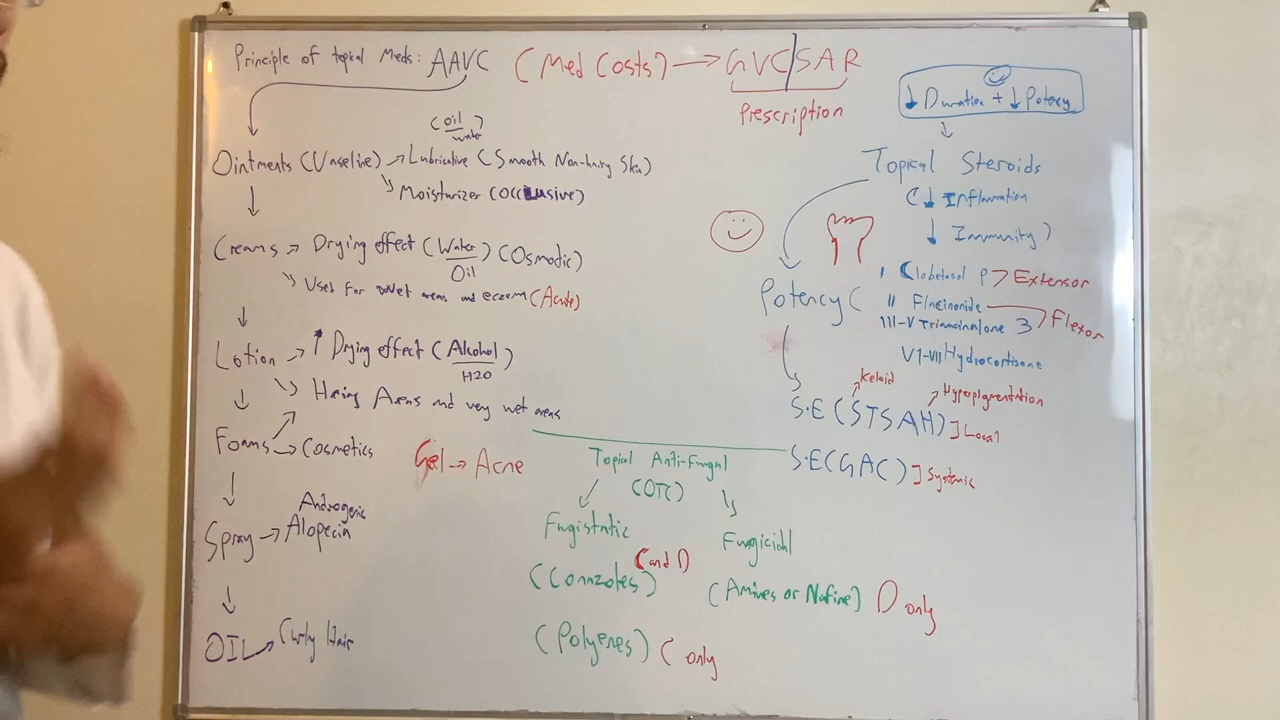 Principle of topical Meds: AAVC (Med Costs) → GVC/SAR
Prescription
↓ Duration + ↓ Potency
(Oil/water)
Ointments (Vaseline) → Lubricative (Smooth Non-hairy Skin)
Moisturizer (Occlusive)
Creams → Drying effect (Water/Oil) (Osmotic)
Used for Wet areas and eczema (Acute)
Lotion → ↑ Drying effect (Alcohol/H2O)
Hairy Areas and very wet areas
Foams → Cosmetics
Gel → Acne
Spray → Androgenic Alopecia
OIL → Curly Hair
Topical Steroids
(↓ Inflammation
↓ Immunity)
Potency (
I Clobetasol P > Extensor
II Fluocinonide
III-V Triamcinalone 3 Flexor
VI-VII Hydrocortisone
Keloid
Hyperpigmentation
S.E (STSAH) ] Local
S.E (GAC) ] Systemic
Topical Anti-Fungal
(OTC)
Fungistatic
Fungicidal
(Conazoles) C and D
(Amines or Nafine) D only
(Polyenes) C only